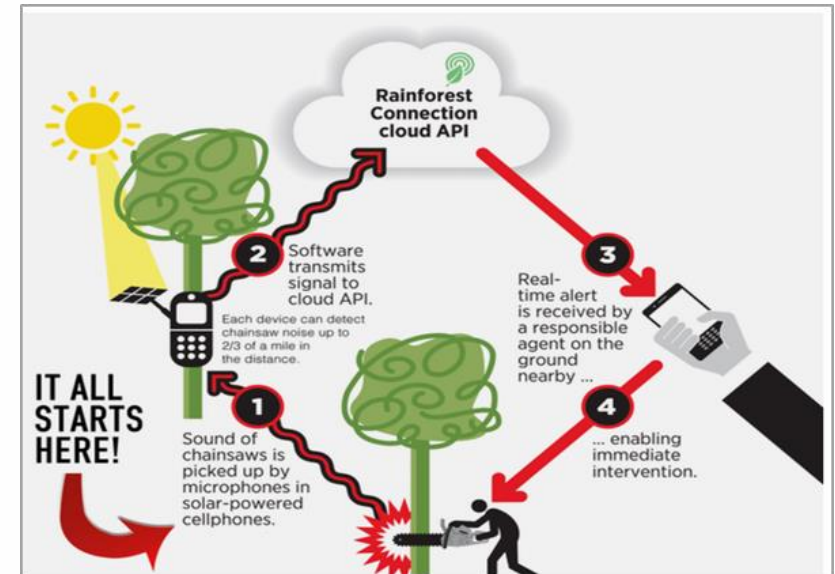 Rainforest
Connection
cloud API
2
Software
transmits
signal to
cloud API.
Each device can detect
chainsaw noise up to
2/3 of a mile in
the distance.
3
Real-
time alert
is received by
a responsible
agent on the
ground
nearby ...
IT ALL
STARTS
HERE!
1
Sound of
chainsaws is
picked up by
microphones in
solar-powered
cellphones.
4
... enabling
immediate
intervention.